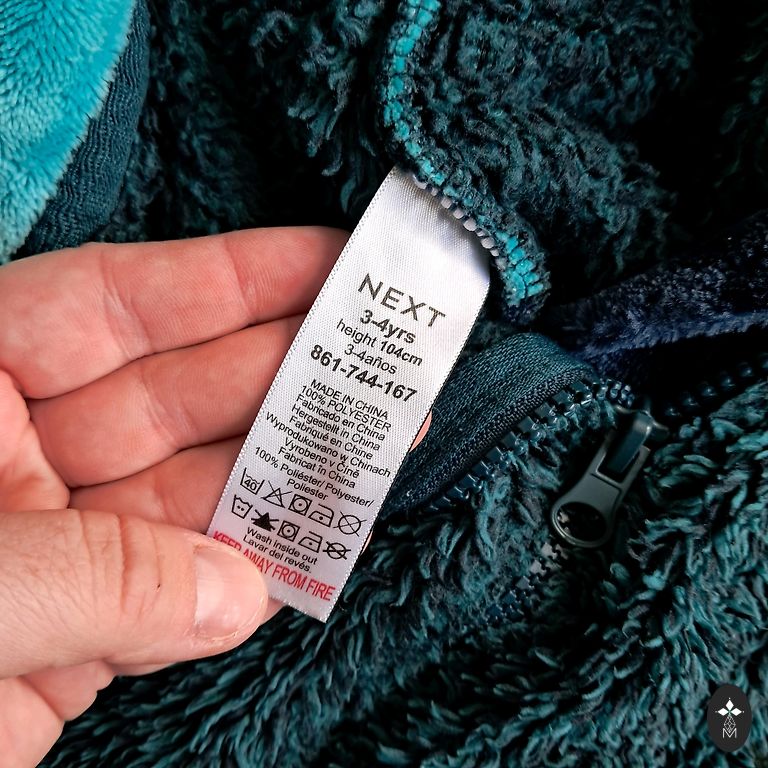 NEXT
3-4yrs
height 104cm
3-4años
861-744-167
MADE IN CHINA
100% POLYESTER
Fabricado en China
Hergestellt in China
Fabriqué en Chine
Wyprodukowano w Chinach
Vyrobeno v Číně
Fabricat în China
100% Poliéster/ Polyester/
Poliester
40
Wash inside out
Lavar del revés.
KEEP AWAY FROM FIRE
M